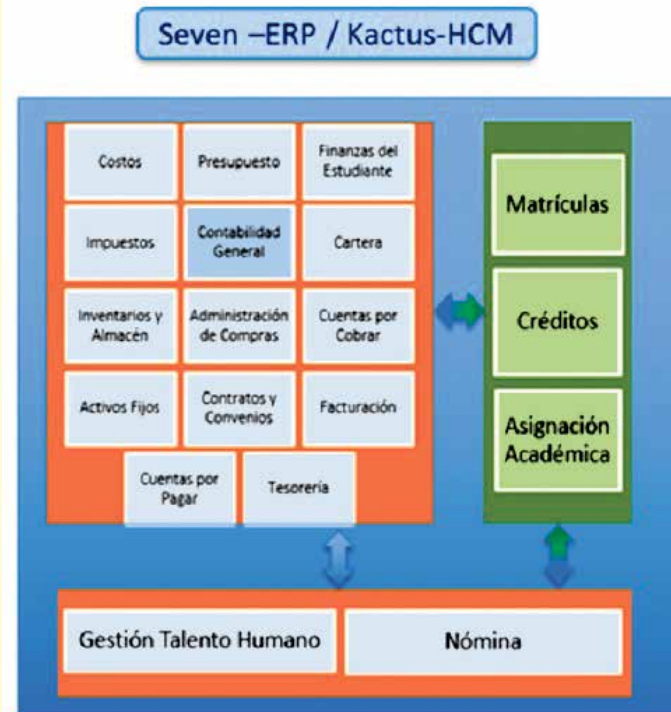 Seven –ERP / Kactus-HCM
Costos
Presupuesto
Finanzas del
Estudiante
Impuestos
Contabilidad
General
Cartera
Inventarios y
Almacén
Administración
de Compras
Cuentas por
Cobrar
Activos Fijos
Contratos y
Convenios
Facturación
Cuentas por
Pagar
Tesorería
Matrículas
Créditos
Asignación
Académica
Gestión Talento Humano
Nómina